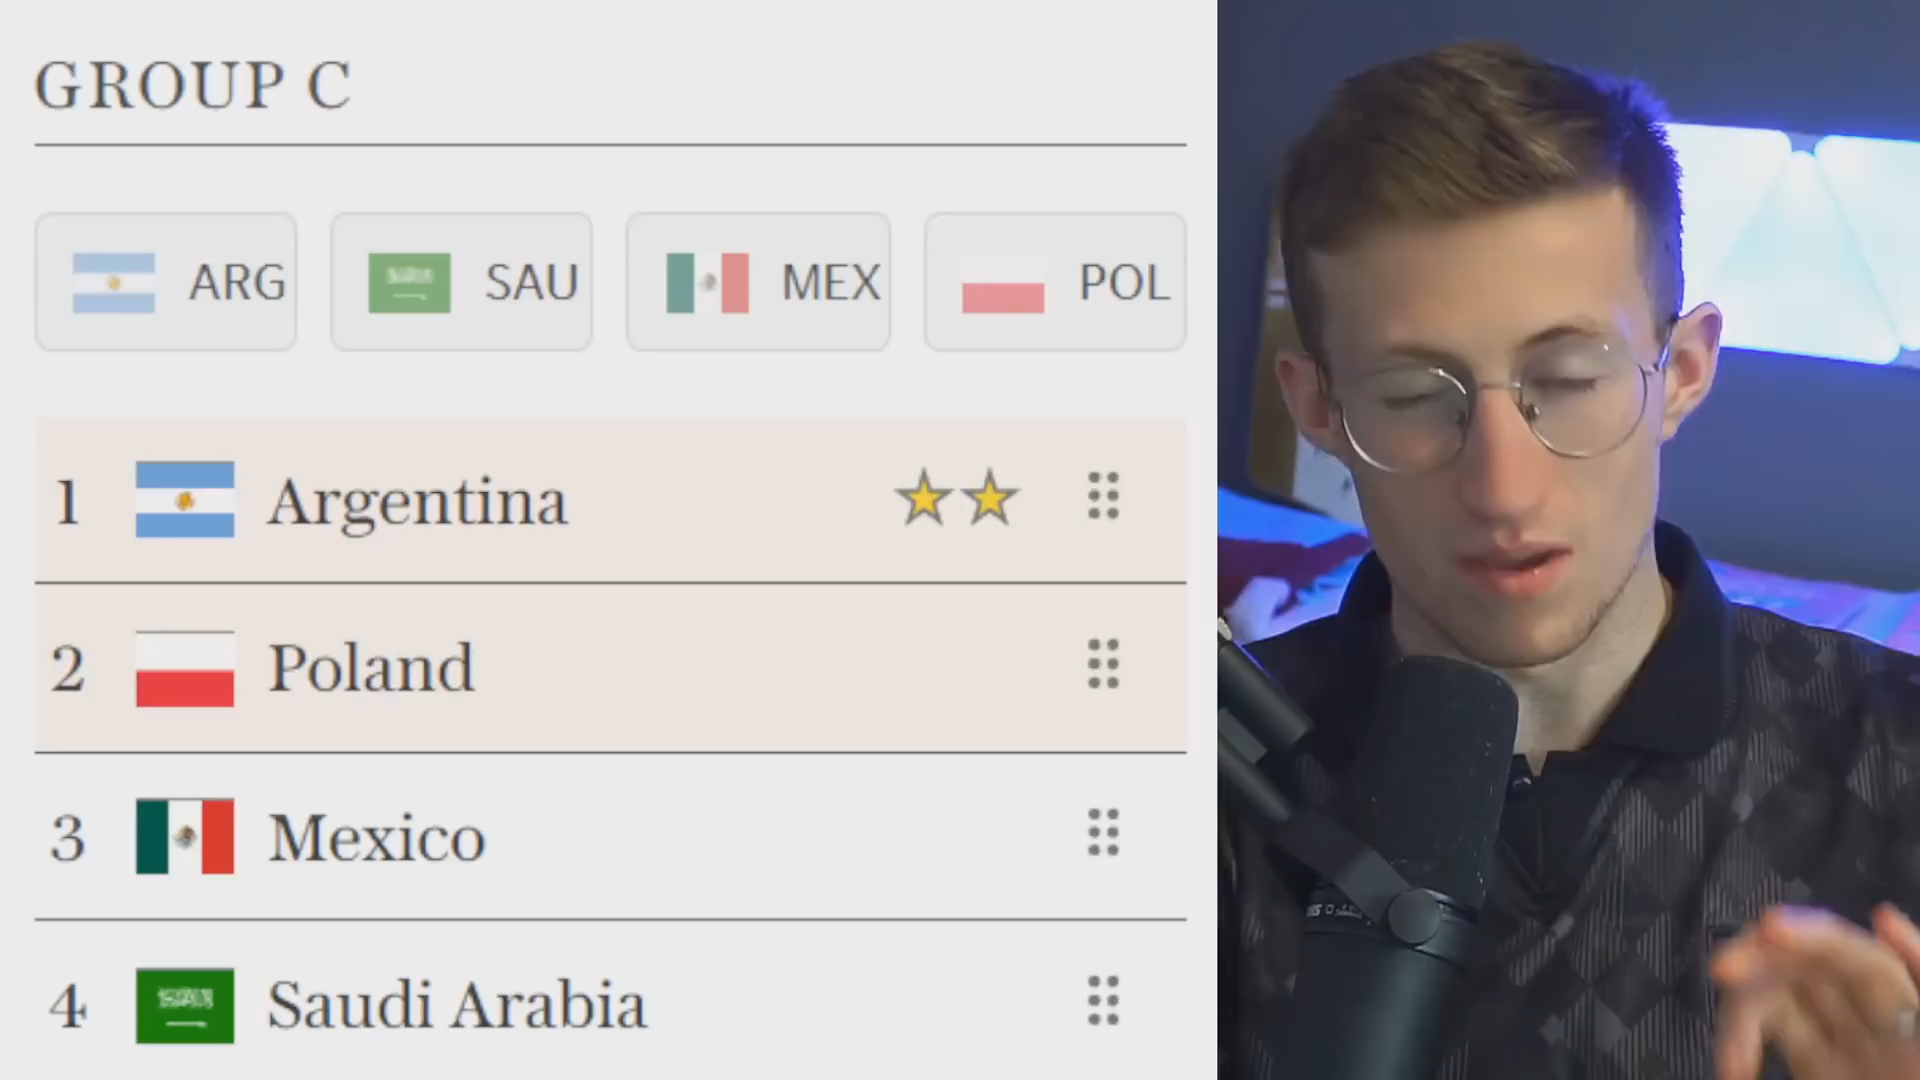 GROUP C
ARG SAU MEX POL
1 Argentina
2 Poland
3 Mexico
4 Saudi Arabia